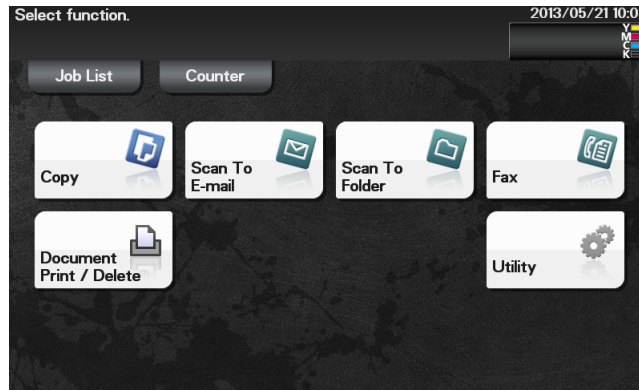 Select function.
2013/05/21 10:0
Y
M
C
K
Job List
Counter
Copy
Scan To
E-mail
Scan To
Folder
Fax
Document
Print / Delete
Utility